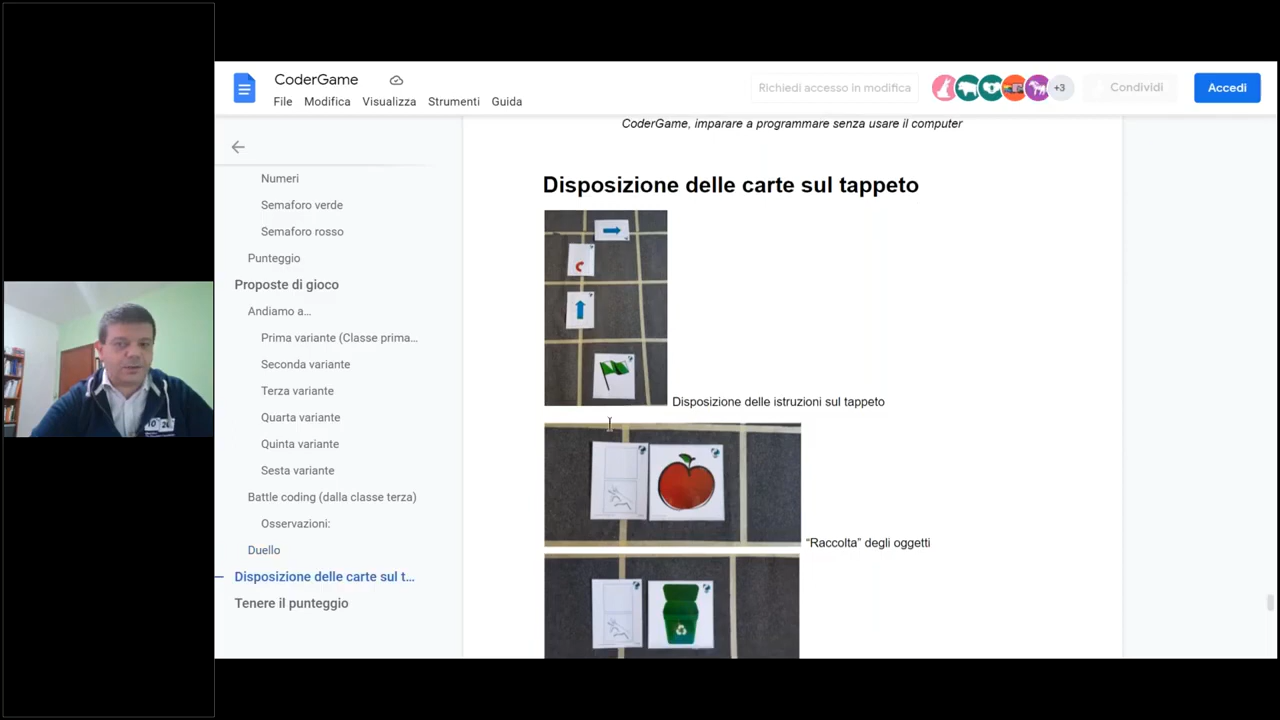 CoderGame
File Modifica Visualizza Strumenti Guida
Richiedi accesso in modifica
+3
Condividi
Accedi
Numeri
Semaforo verde
Semaforo rosso
Punteggio
Proposte di gioco
Andiamo a...
Prima variante (Classe prima...
Seconda variante
Terza variante
Quarta variante
Quinta variante
Sesta variante
Battle coding (dalla classe terza)
Osservazioni:
Duello
Disposizione delle carte sul t...
Tenere il punteggio
CoderGame, imparare a programmare senza usare il computer
Disposizione delle carte sul tappeto
Disposizione delle istruzioni sul tappeto
“Raccolta” degli oggetti